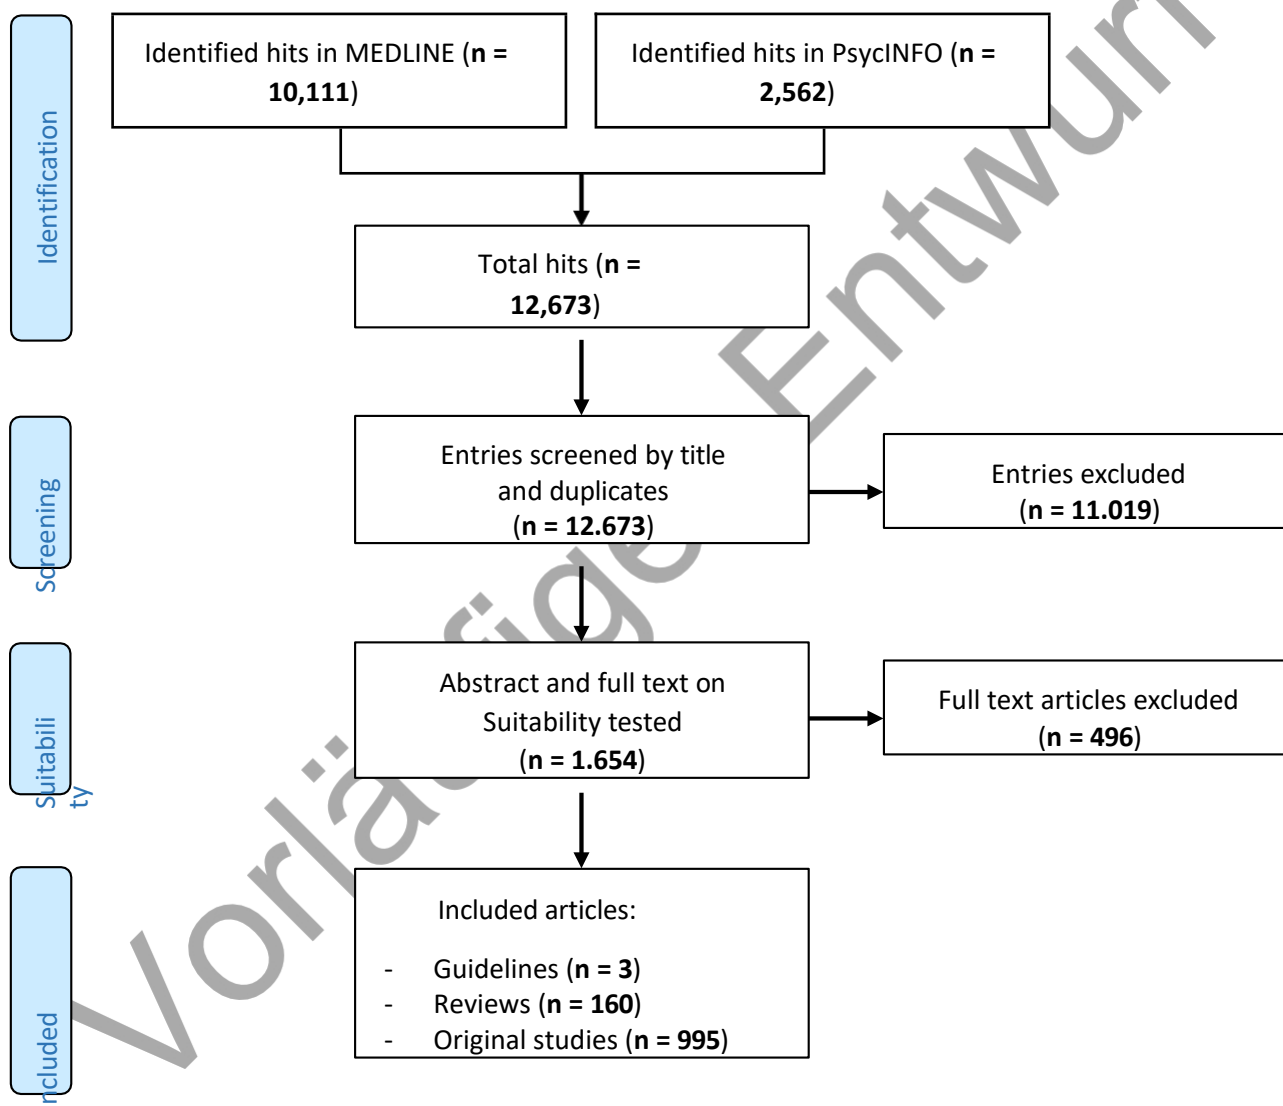 Identification
Identified hits in MEDLINE (n =
10,111)
Identified hits in PsycINFO (n =
2,562)
Total hits (n =
12,673)
Screening
Entries screened by title
and duplicates
(n = 12.673)
Entries excluded
(n = 11.019)
Suitabili
ty
Abstract and full text on
Suitability tested
(n = 1.654)
Full text articles excluded
(n = 496)
ncluded
Included articles:
- Guidelines (n = 3)
- Reviews (n = 160)
- Original studies (n = 995)